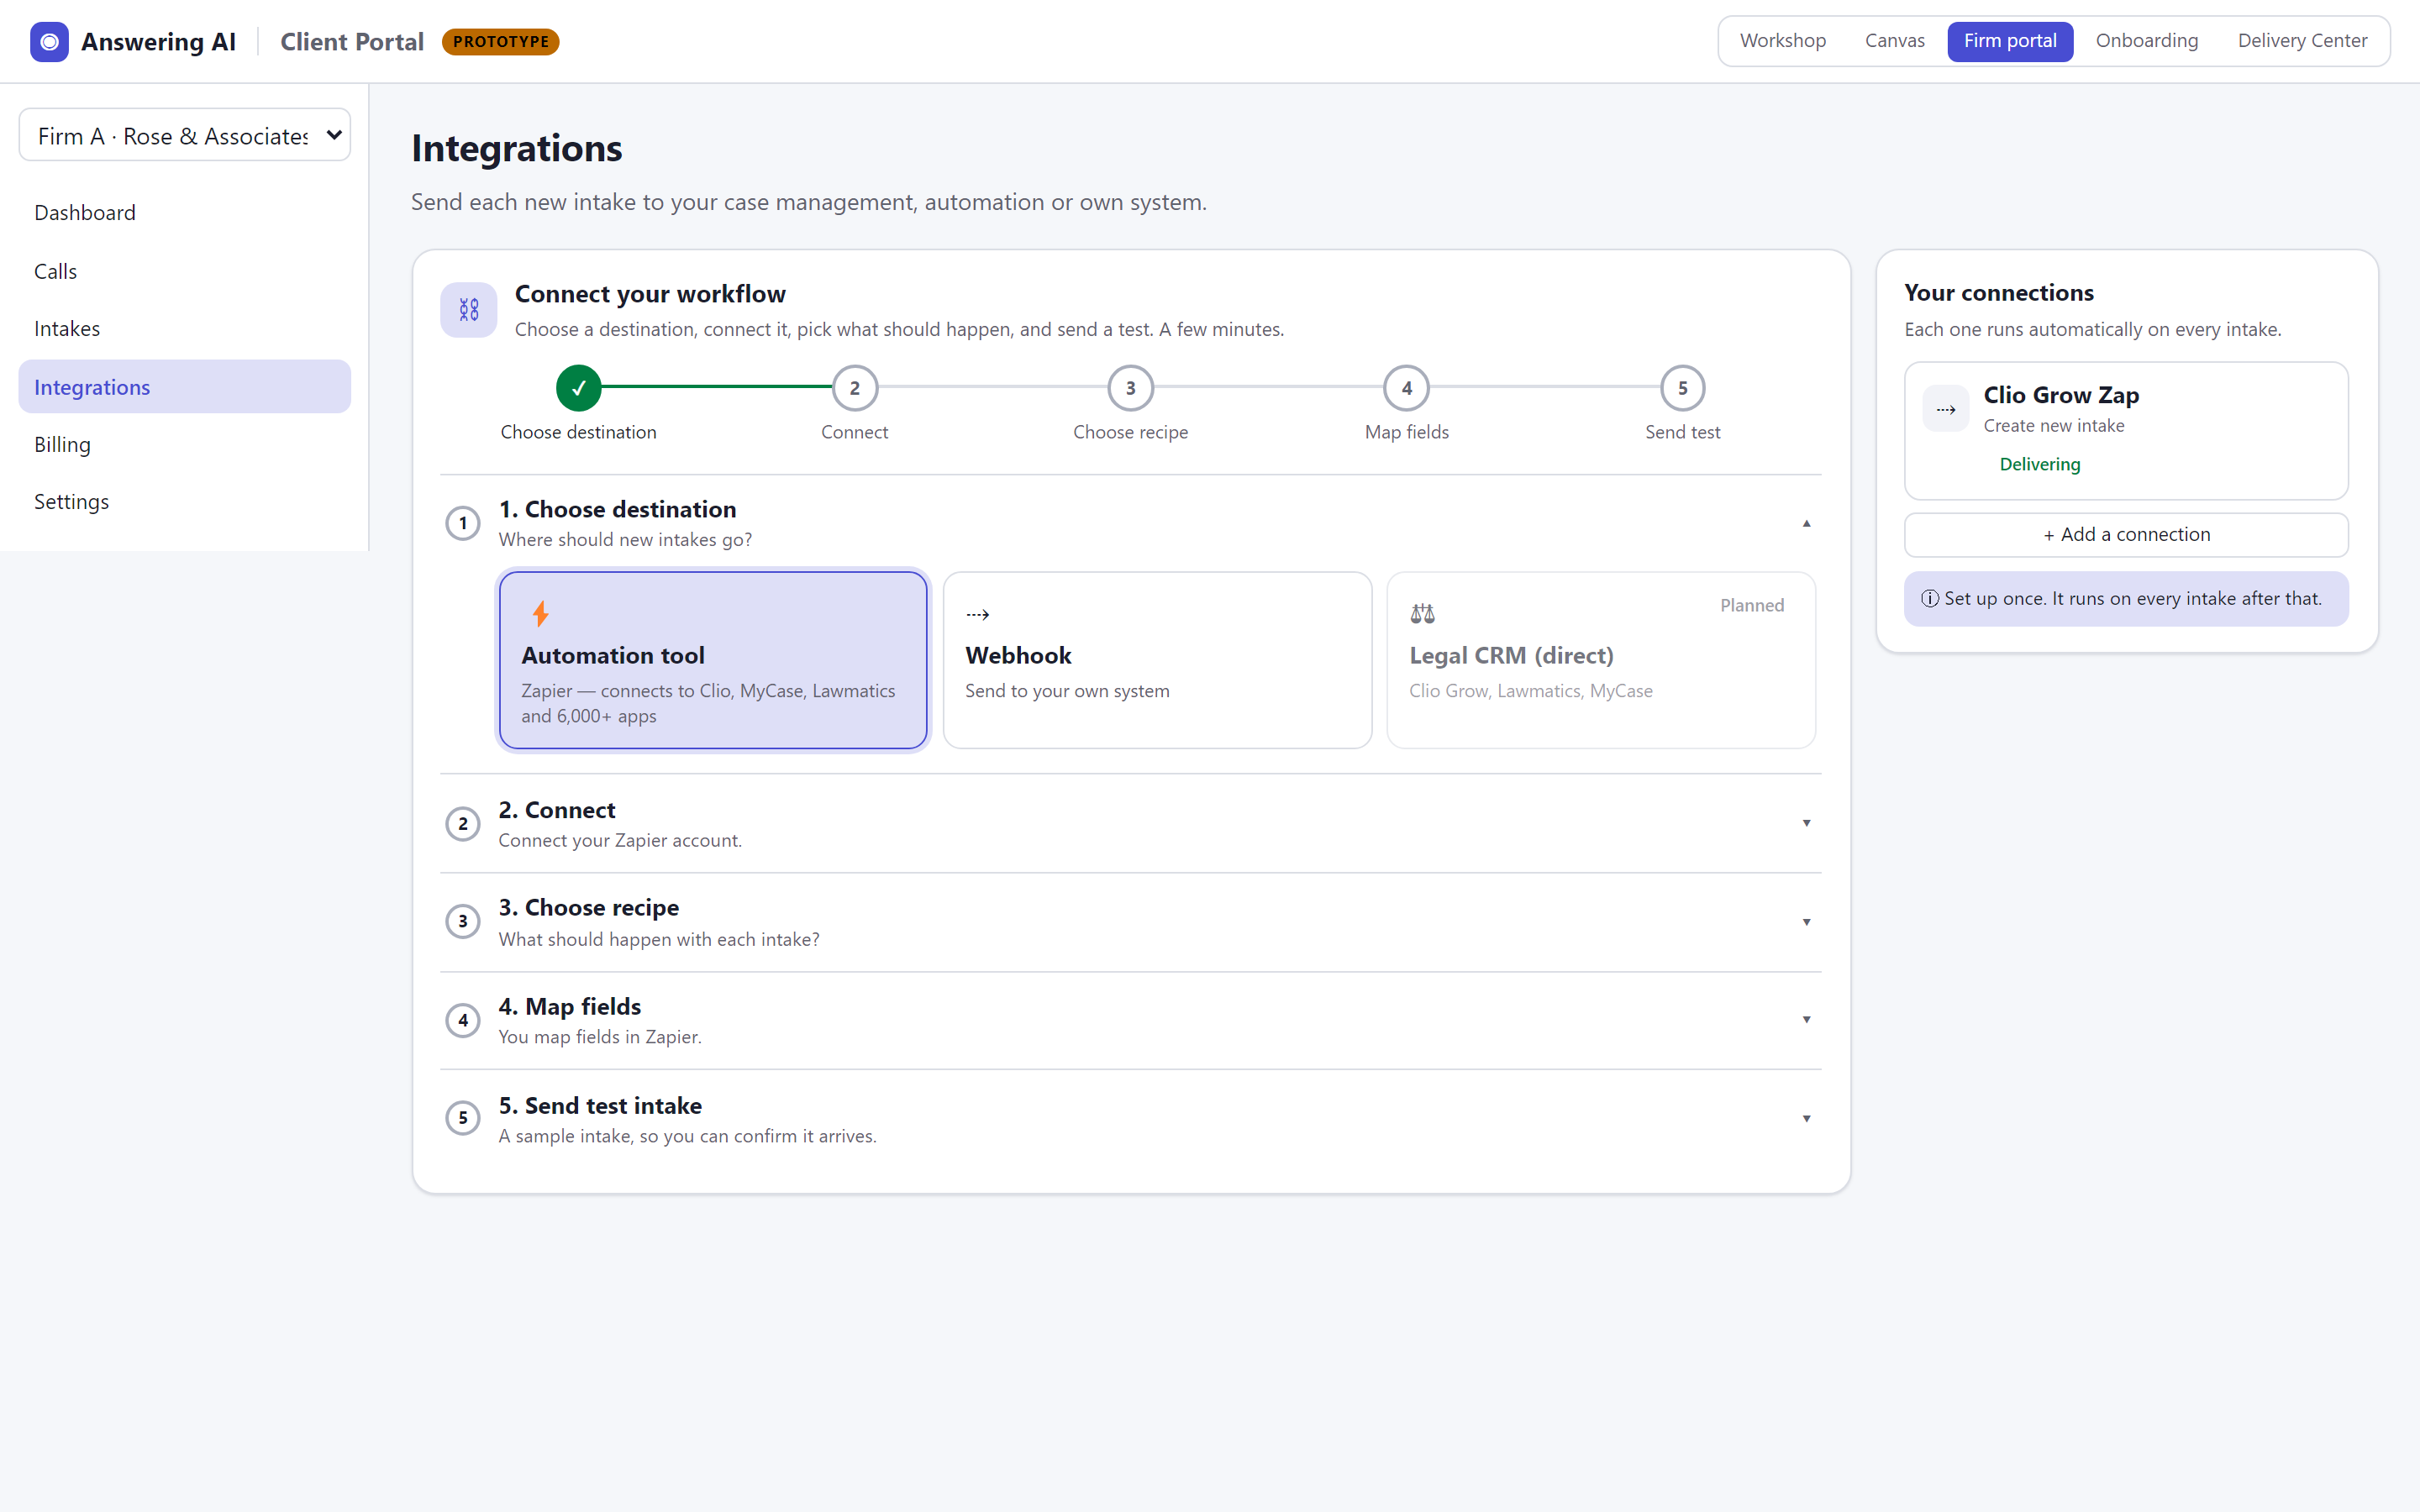 Answering AI
Client Portal
PROTOTYPE
Workshop
Canvas
Firm portal
Onboarding
Delivery Center
Firm A · Rose & Associates
Dashboard
Calls
Intakes
Integrations
Billing
Settings
Integrations
Send each new intake to your case management, automation or own system.
Connect your workflow
Choose a destination, connect it, pick what should happen, and send a test. A few minutes.
✓
2
3
4
5
Choose destination
Connect
Choose recipe
Map fields
Send test
1
1. Choose destination
Where should new intakes go?
Automation tool
Zapier — connects to Clio, MyCase, Lawmatics
and 6,000+ apps
Webhook
Send to your own system
Planned
Legal CRM (direct)
Clio Grow, Lawmatics, MyCase
2
2. Connect
Connect your Zapier account.
3
3. Choose recipe
What should happen with each intake?
4
4. Map fields
You map fields in Zapier.
5
5. Send test intake
A sample intake, so you can confirm it arrives.
Your connections
Each one runs automatically on every intake.
Clio Grow Zap
Create new intake
Delivering
+ Add a connection
ⓘ Set up once. It runs on every intake after that.